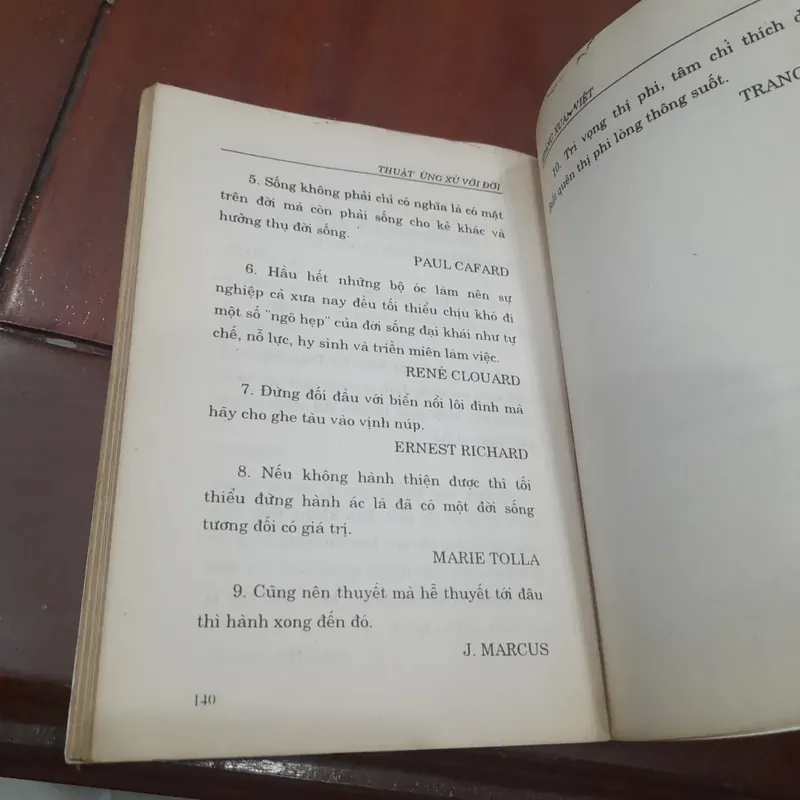 THUẬT ỨNG XỬ VỚI ĐỜI
5. Sống không phải chỉ có nghĩa là có mặt
trên đời mà còn phải sống cho kẻ khác và
hưởng thụ đời sống.
PAUL CAFARD
6. Hầu hết những bộ óc làm nên sự
nghiệp cả xưa nay đều tối thiểu chịu khó đi
một số "ngõ hẹp" của đời sống đại khái như tự
chế, nỗ lực, hy sinh và triền miên làm việc.
RENÉ CLOUARD
7. Đừng đối đầu với biển nổi lôi đình mà
hãy cho ghe tàu vào vịnh núp.
ERNEST RICHARD
8. Nếu không hành thiện được thì tối
thiểu đừng hành ác là đã có một đời sống
tương đối có giá trị.
MARIE TOLLA
9. Cũng nên thuyết mà hễ thuyết tới đâu
thì hành xong đến đó.
J. MARCUS
140
XUÂN VIỆT
10. Tri vọng thị phi, tâm chỉ thích đ
quên thị phi lòng thông suốt.
TRANG